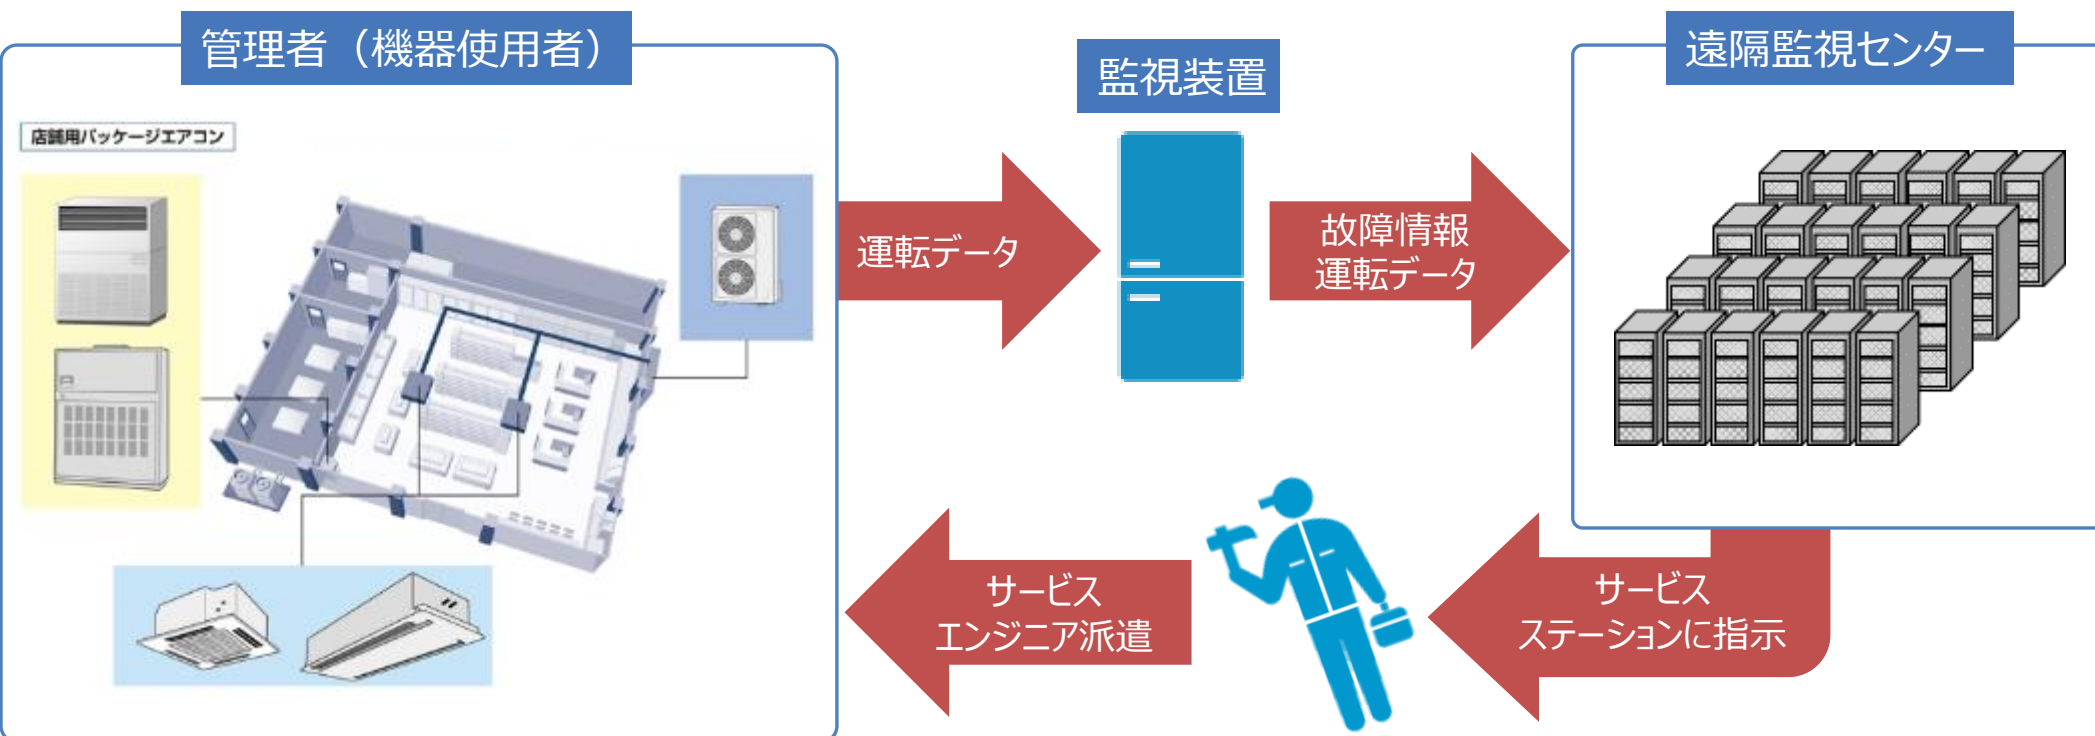 管理者（機器使用者）
監視装置
遠隔監視センター
店舗用パッケージエアコン
運転データ
故障情報
運転データ
サービス
エンジニア派遣
サービス
ステーションに指示